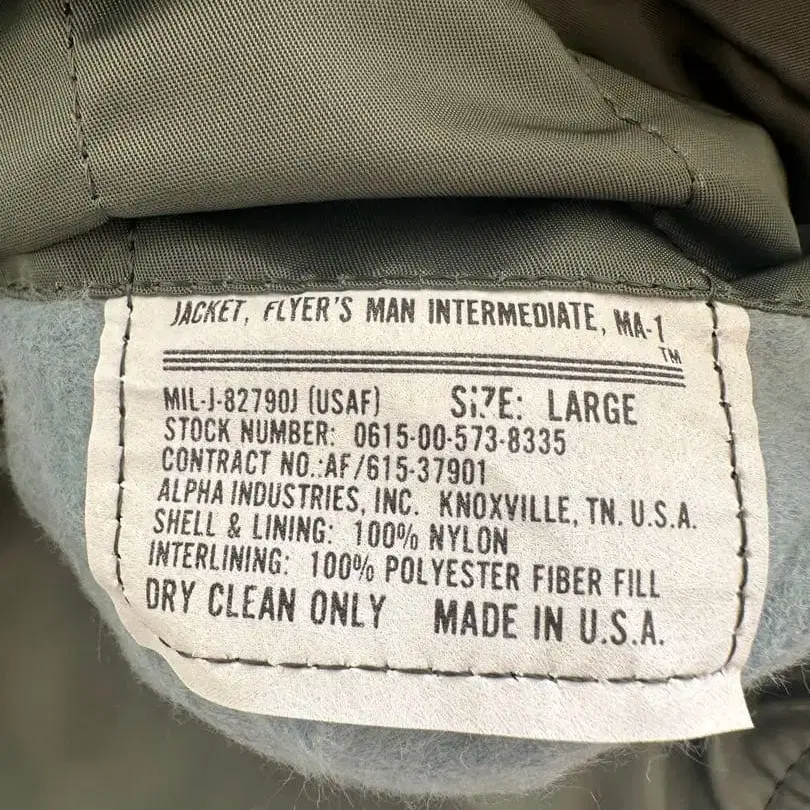 JACKET, FLYER'S MAN INTERMEDIATE, MA-1
TM
MIL-J-82790J (USAF) SIZE: LARGE
STOCK NUMBER: 0615-00-573-8335
CONTRACT NO.:AF/615-37901
ALPHA INDUSTRIES, INC. KNOXVILLE, TN. U.S.A.
SHELL & LINING: 100% NYLON
INTERLINING: 100% POLYESTER FIBER FILL
DRY CLEAN ONLY MADE IN U.S.A.